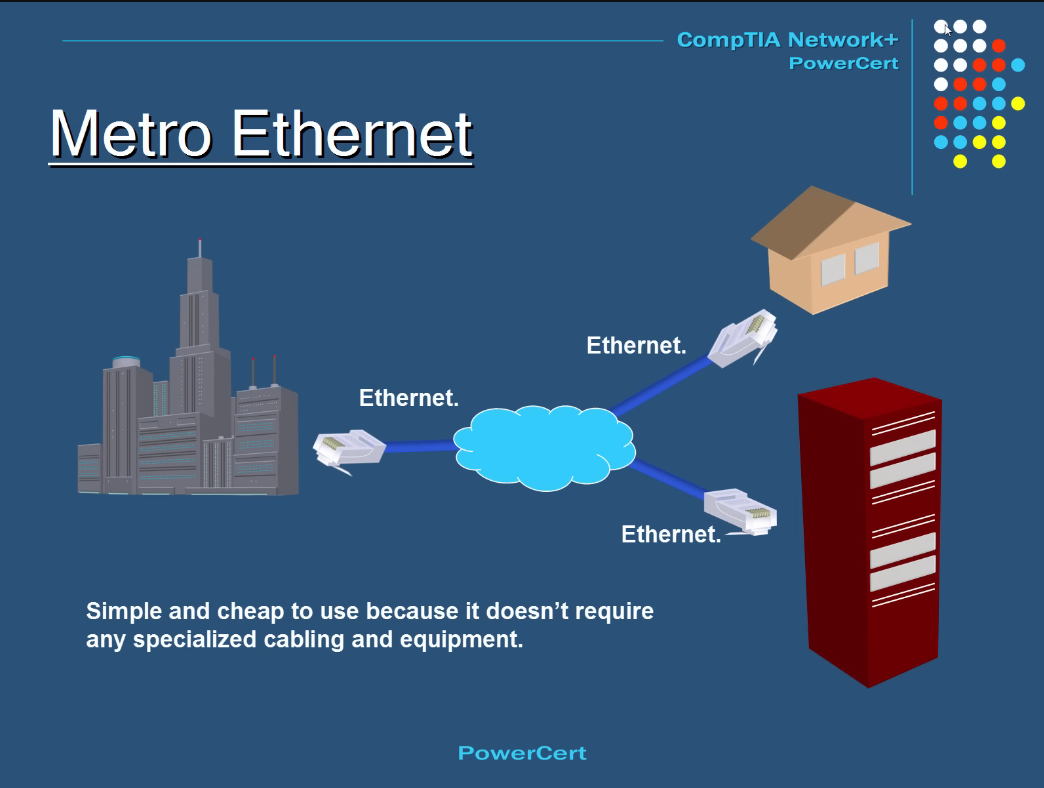 CompTIA Network+
PowerCert
Metro Ethernet
Ethernet.
Ethernet.
Ethernet.
Simple and cheap to use because it doesn’t require
any specialized cabling and equipment.
PowerCert